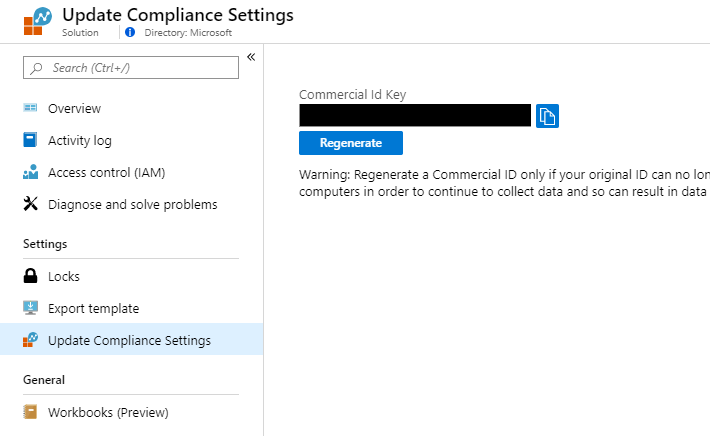 Update Compliance Settings
Solution
Directory: Microsoft
Search (Ctrl+/)
«
Overview
Activity log
Access control (IAM)
Diagnose and solve problems
Settings
Locks
Export template
Update Compliance Settings
General
Workbooks (Preview)
Commercial Id Key
Regenerate
Warning: Regenerate a Commercial ID only if your original ID can no
computers in order to continue to collect data and so can result in data